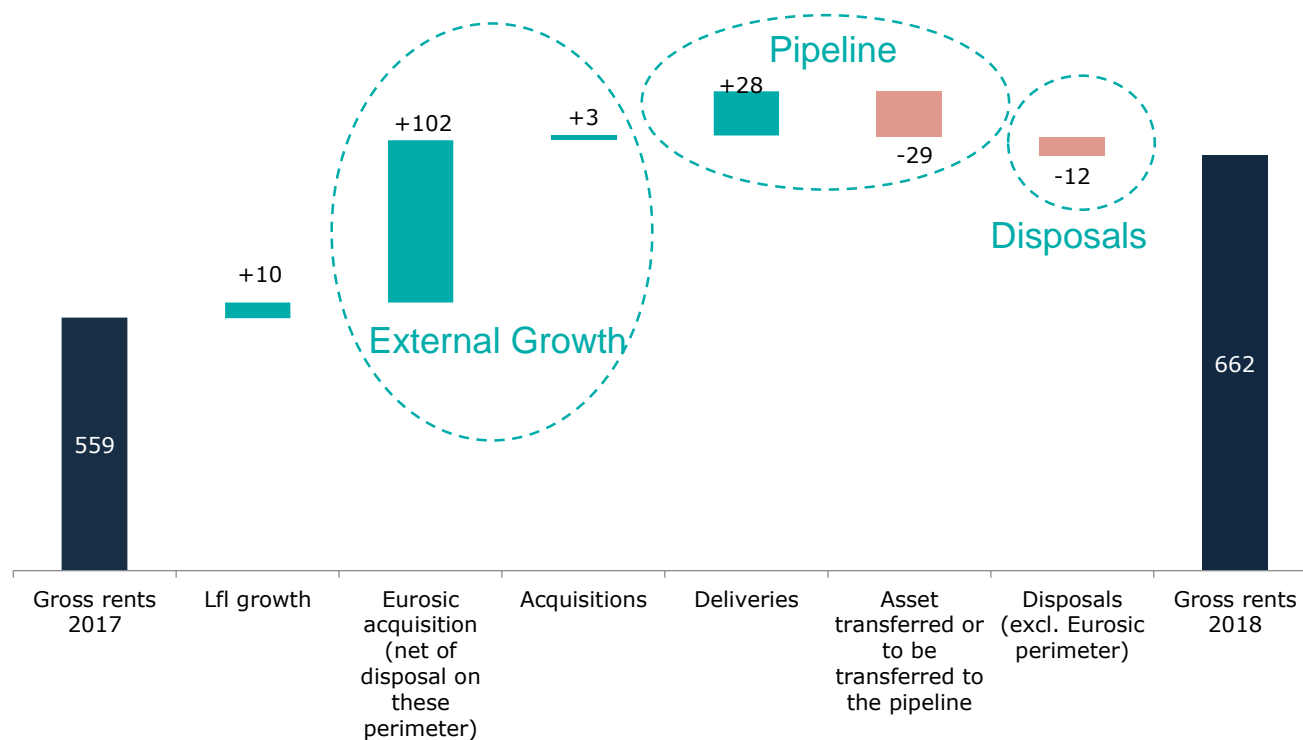 Pipeline
+28
+102
+3
-29
-12
Disposals
+10
External Growth
662
559
Gross rents
2017
Lfl growth
Eurosic
acquisition
(net of
disposal on
these
perimeter)
Acquisitions
Deliveries
Asset
transferred or
to be
transferred to
the pipeline
Disposals
(excl. Eurosic
perimeter)
Gross rents
2018